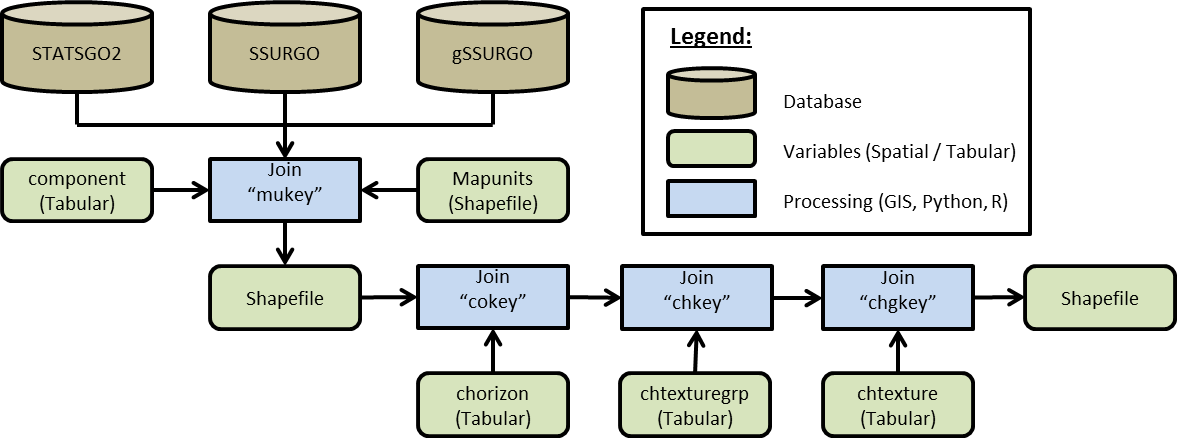 STATSGO2
SSURGO
gSSURGO
Legend:
Database
Variables (Spatial / Tabular)
Processing (GIS, Python, R)
component
(Tabular)
Join
“mukey”
Mapunits
(Shapefile)
Shapefile
Join
“cokey”
Join
“chkey”
Join
“chgkey”
Shapefile
chorizon
(Tabular)
chtexturegrp
(Tabular)
chtexture
(Tabular)